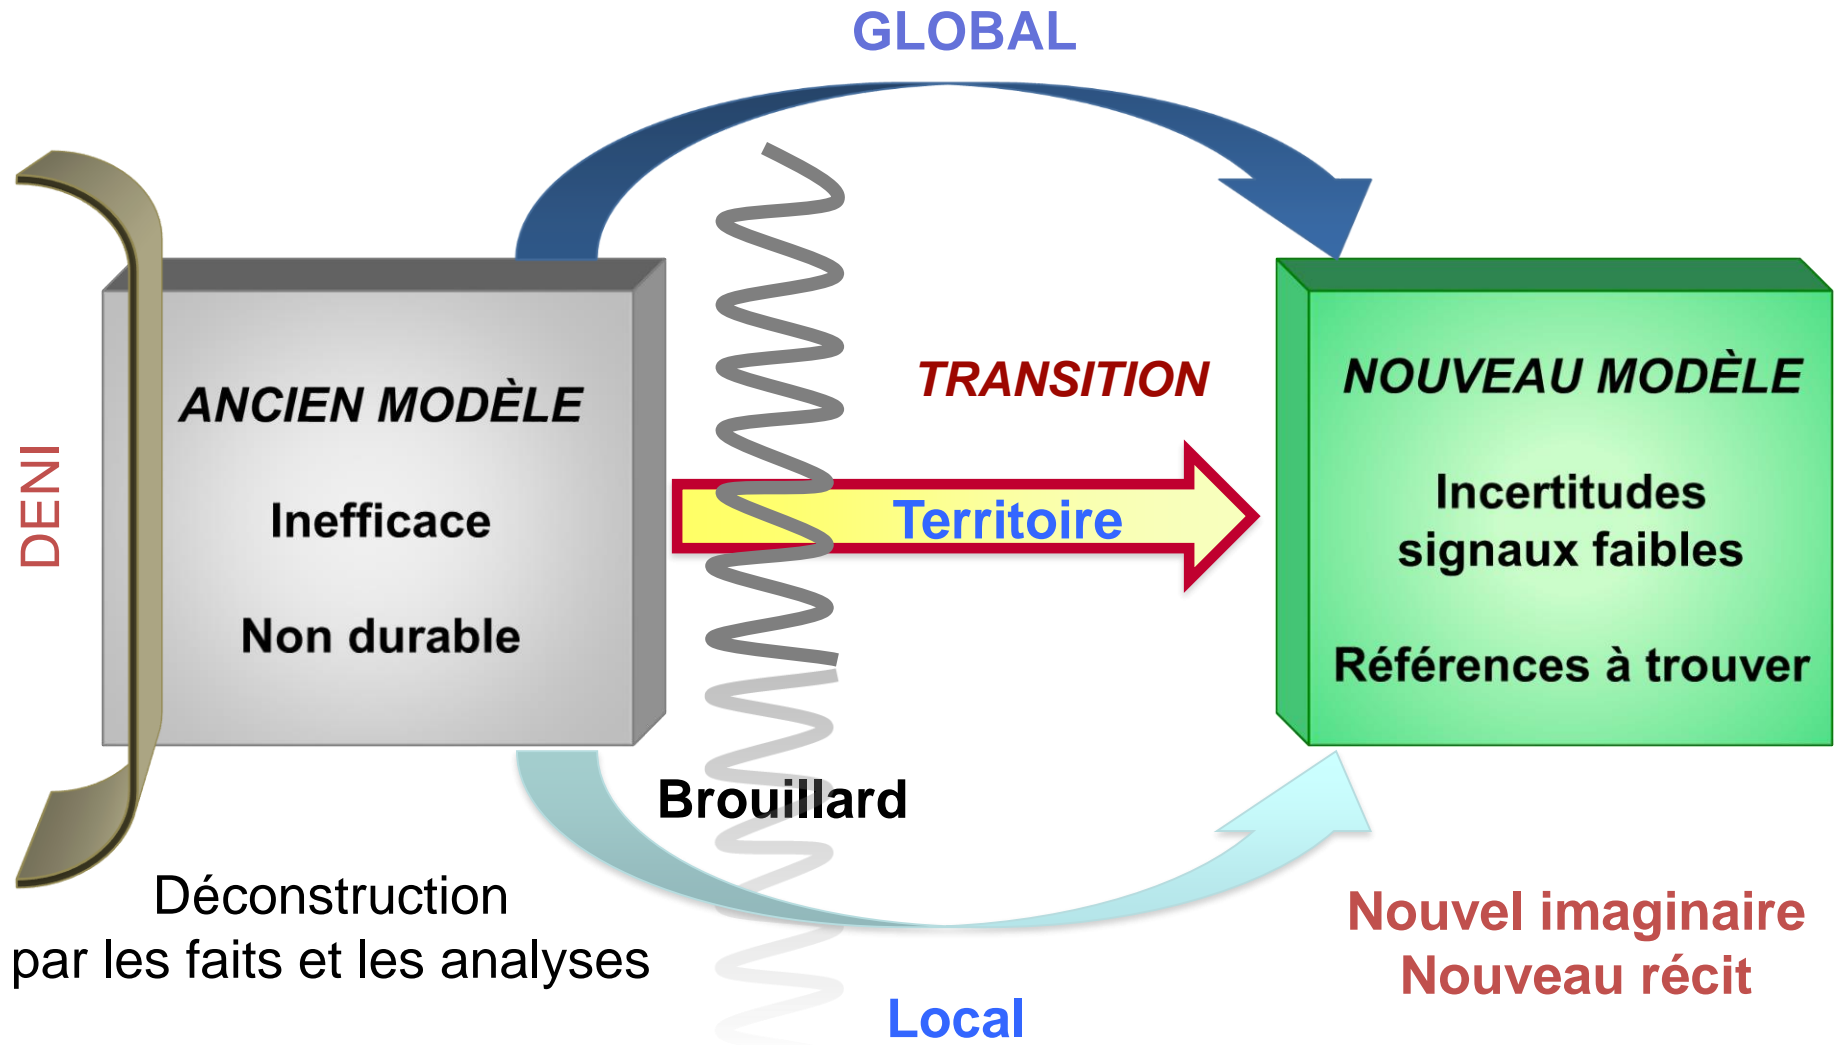 GLOBAL
DENI
ANCIEN MODÈLE
Inefficace
Non durable
TRANSITION
Territoire
NOUVEAU MODÈLE
Incertitudes
signaux faibles
Références à trouver
Brouillard
Déconstruction
par les faits et les analyses
Nouvel imaginaire
Nouveau récit
Local